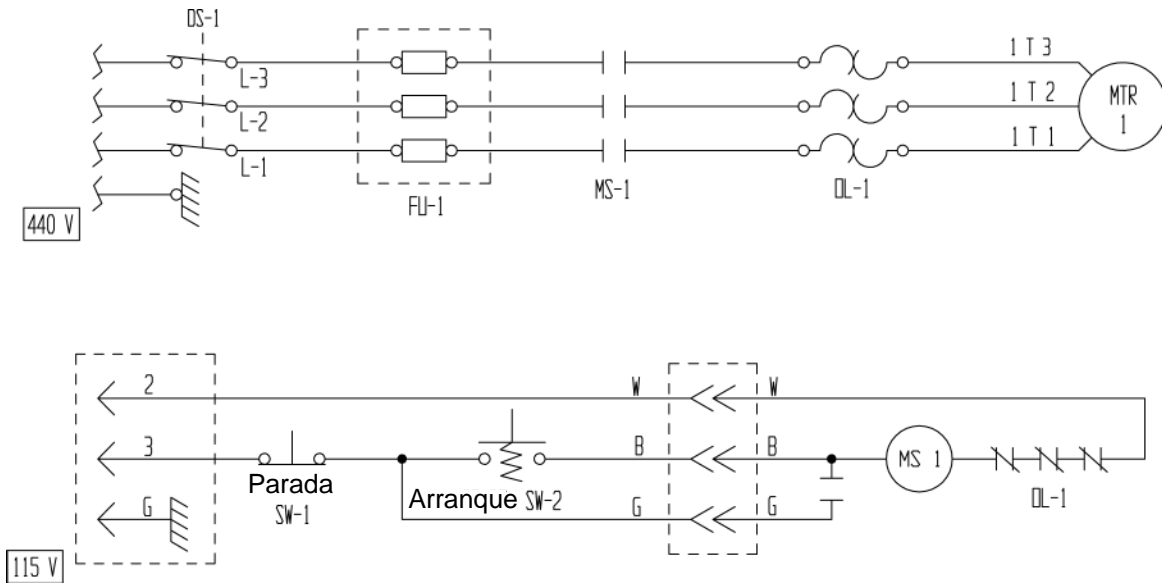 DS-1
1 T 3
L-3
1 T 2
MTR
1
L-2
1 T 1
L-1
MS-1
OL-1
FU-1
440 V
2
W
W
3
B
B
MS 1
Parada
Arranque SW-2
OL-1
SW-1
G
G
G
115 V